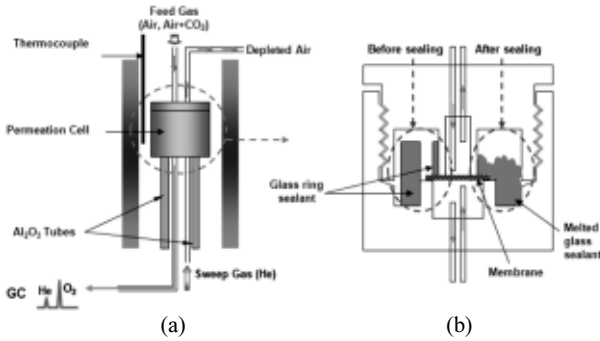 Feed Gas
(Air, Air+CO₂)
Thermocouple
Depleted Air
Permeation Cell
Al₂O₃ Tubes
Sweep Gas (He)
GC
He
O₂
(a)
Before sealing
After sealing
Glass ring
sealant
Melted
glass
sealant
Membrane
(b)